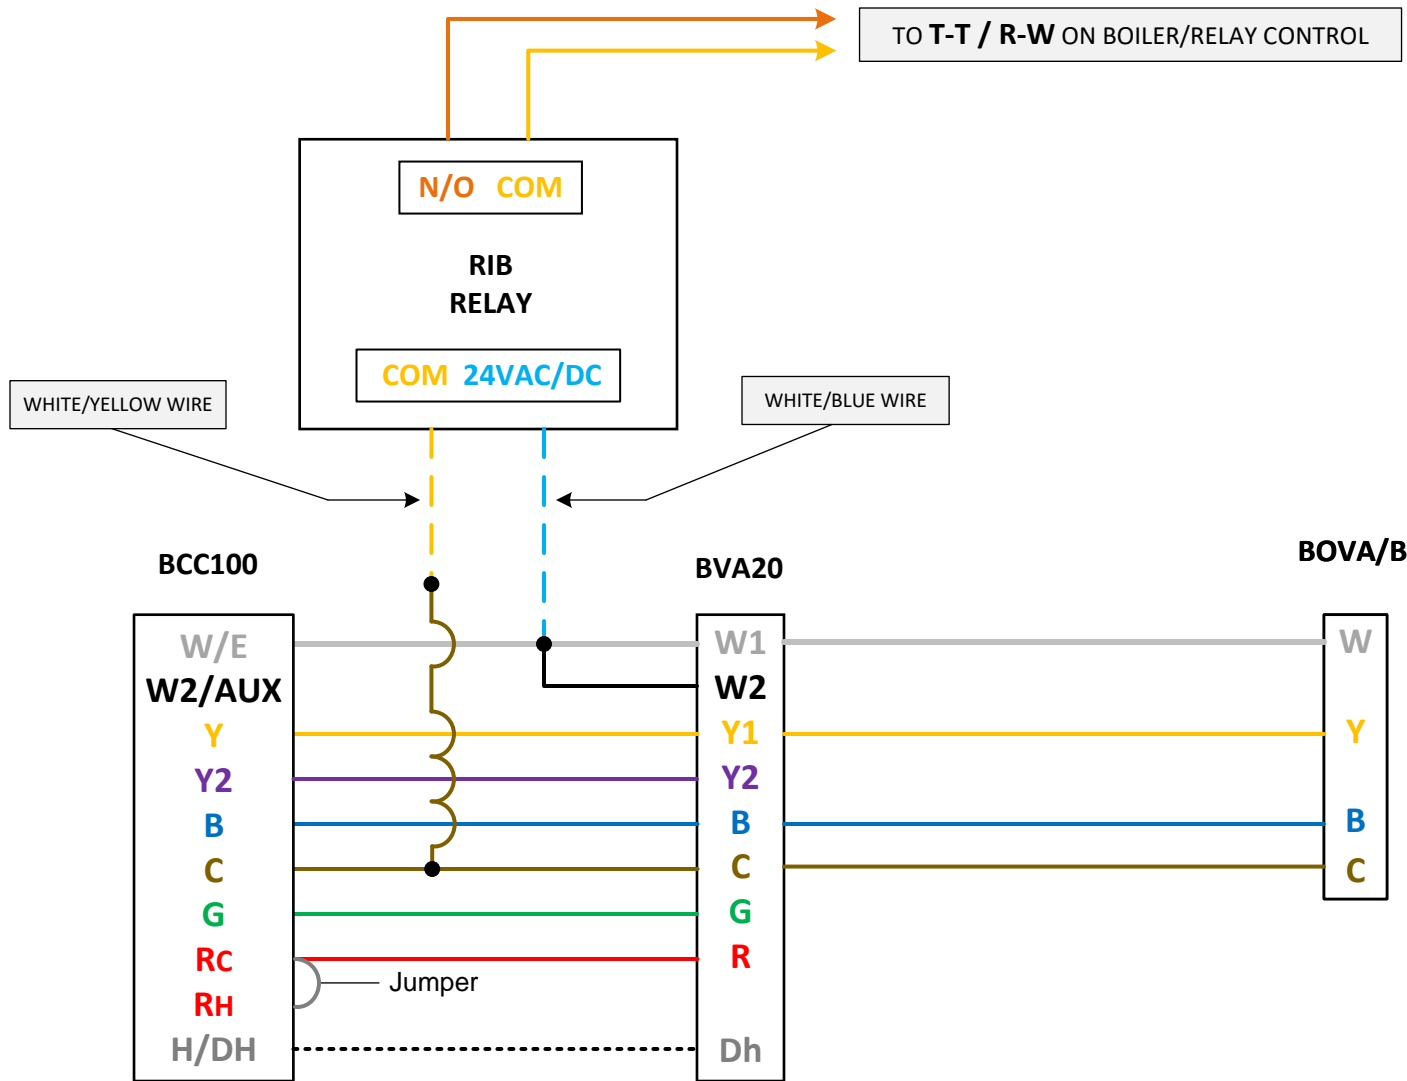 TO T-T / R-W ON BOILER/RELAY CONTROL
N/O COM
RIB
RELAY
COM 24VAC/DC
WHITE/YELLOW WIRE
WHITE/BLUE WIRE
BCC100
BVA20
BOVA/B
W/E
W2/AUX
Y
Y2
B
C
G
RC
RH
H/DH
Jumper
W1
W2
Y1
Y2
B
C
G
R
Dh
W
Y
B
C